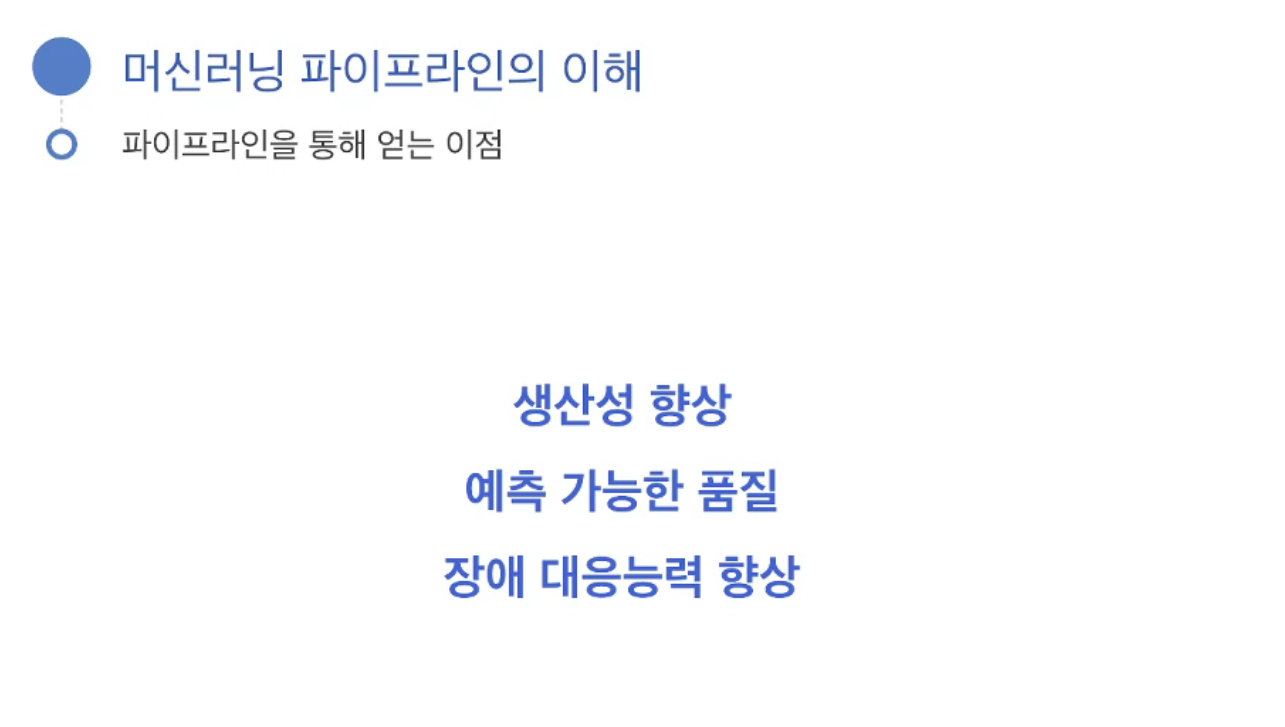 머신러닝 파이프라인의 이해
파이프라인을 통해 얻는 이점
생산성 향상
예측 가능한 품질
장애 대응능력 향상